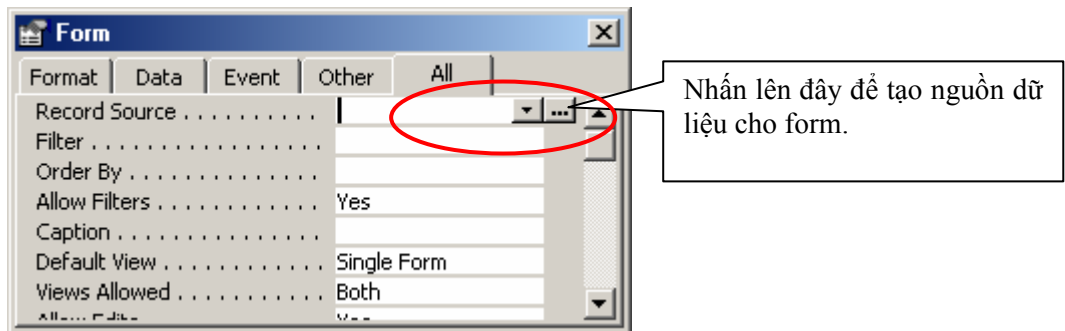 Form
Format Data Event Other All
Record Source . . . . . . . . . . ...
Filter . . . . . . . . . . . . . . . . . .
Order By . . . . . . . . . . . . . . .
Allow Filters . . . . . . . . . . . . Yes
Caption . . . . . . . . . . . . . . . .
Default View . . . . . . . . . . . . . Single Form
Views Allowed . . . . . . . . . . . Both
Nhấn lên đây để tạo nguồn dữ
liệu cho form.